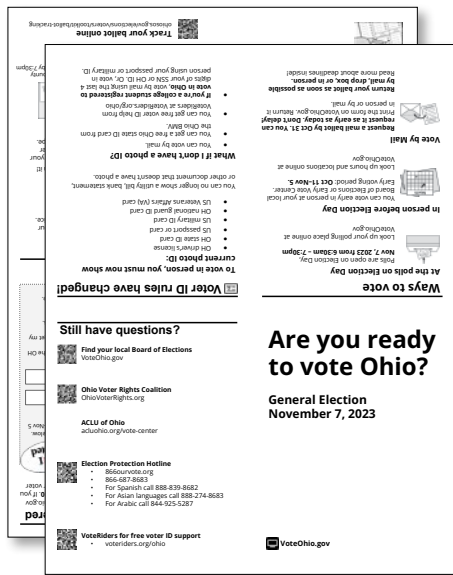 Are you ready
to vote Ohio?
General Election
November 7, 2023
VoteOhio.gov
Still have questions?
Find your local Board of Elections
VoteOhio.gov
Ohio Voter Rights Coalition
OhioVoterRights.org
ACLU of Ohio
acluohio.org/vote-center
Election Protection Hotline
• 866ourvote.org
• 866-687-8683
• For Spanish call 888-839-8682
• For Asian languages call 888-274-8683
• For Arabic call 844-925-5287
VoteRiders for free voter ID support
• voteriders.org/ohio
Ways to vote
At the polls on Election Day
Polls are open on Election Day,
Nov 7, 2023 from 6:30am – 7:30pm
Look up your polling place online at
VoteOhio.gov
In person before Election Day
You can vote early in person at your local
Board of Elections or Early Vote Center.
Early voting period: Oct 11–Nov 5.
Look up hours and locations online at
VoteOhio.gov
Vote by Mail
Request a mail ballot by Oct 31. You can
request it as early as today. Don't delay!
Print the form on VoteOhio.gov. Return it
in person or by mail.
Return your ballot as soon as possible
by mail, drop box, or in person.
Read more about deadlines inside!
Voter ID rules have changed!
To vote in person, you must now show
current photo ID:
• OH driver's license
• OH state ID card
• US passport or card
• US military ID card
• OH national guard ID card
• US Veterans Affairs (VA) card
You can no longer show a utility bill, bank statement,
or other document that doesn't have a photo.
What if I don't have a photo ID?
• You can vote by mail.
• You can get a free Ohio state ID card from
the Ohio BMV.
• You can get free voter ID help from
VoteRiders at VoteRiders.org/ohio
• If you're a college student registered to
vote in Ohio, vote by mail using the last 4
digits of your SSN or OH ID. Or, vote in
person using your passport or military ID.
Track your ballot online
ohiosos.gov/elections/voters/toolkit/ballot-tracking
by 7:30pm